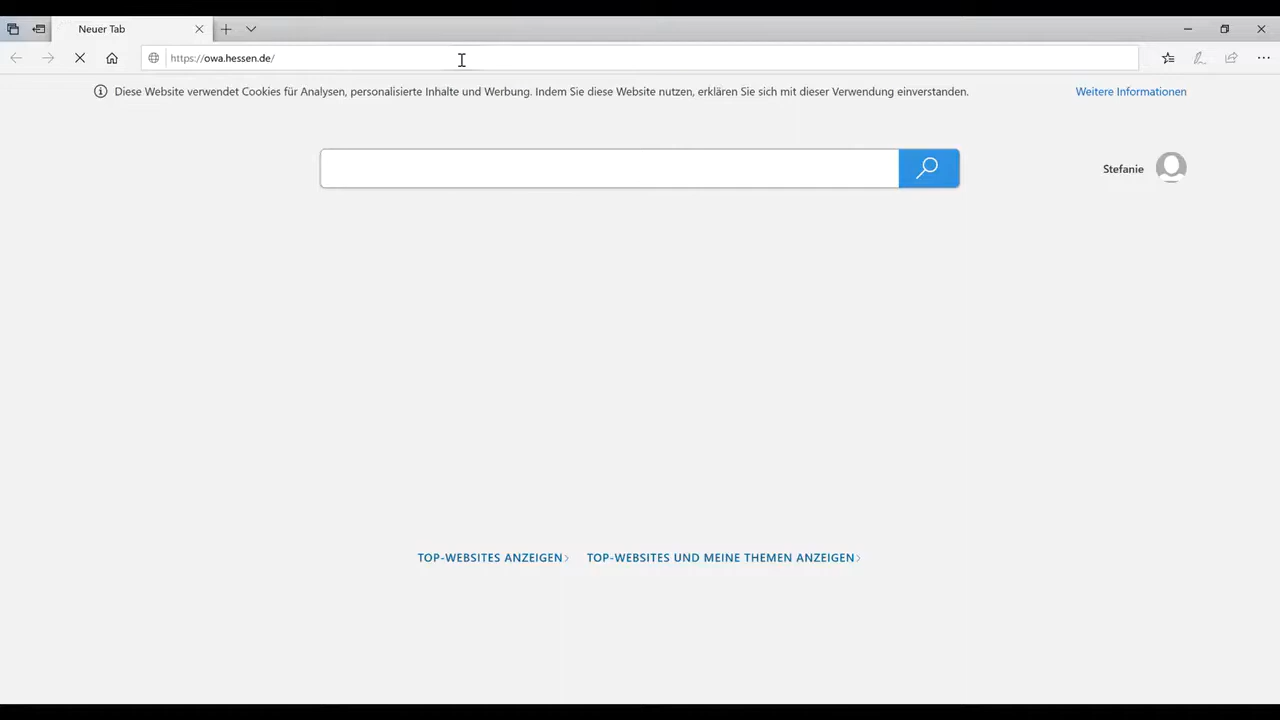 Neuer Tab
https://owa.hessen.de/
Diese Website verwendet Cookies für Analysen, personalisierte Inhalte und Werbung. Indem Sie diese Website nutzen, erklären Sie sich mit dieser Verwendung einverstanden.
Weitere Informationen
Stefanie
TOP-WEBSITES ANZEIGEN
TOP-WEBSITES UND MEINE THEMEN ANZEIGEN